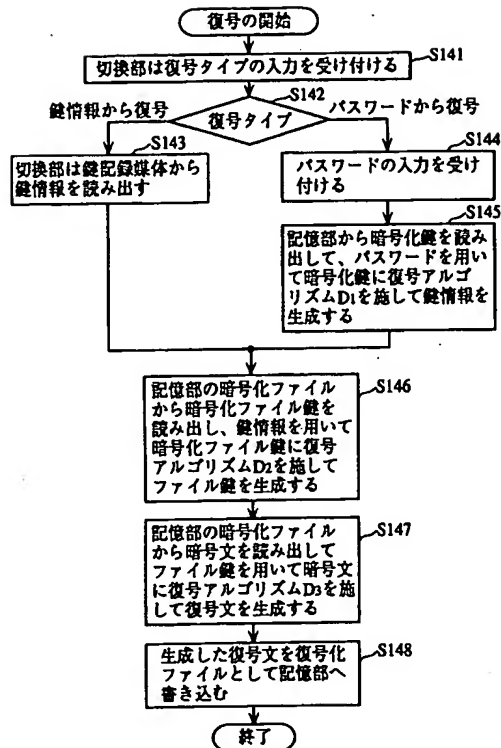 復号の開始
切換部は復号タイプの入力を受け付ける
S141
鍵情報から復号
復号タイプ
S142
パスワードから復号
S143
切換部は鍵記録媒体から
鍵情報を読み出す
S144
パスワードの入力を受け
付ける
S145
記憶部から暗号化鍵を読
み出して、パスワードを用い
て暗号化鍵に復号アルゴ
リズムD1を施して鍵情報を
生成する
S146
記憶部の暗号化ファイル
から暗号化ファイル鍵を
読み出し、鍵情報を用いて
暗号化ファイル鍵に復号
アルゴリズムD2を施して
ファイル鍵を生成する
S147
記憶部の暗号化ファイル
から暗号文を読み出して
ファイル鍵を用いて暗号文
に復号アルゴリズムD3を施
して復号文を生成する
S148
生成した復号文を復号化
ファイルとして記憶部へ
書き込む
終了